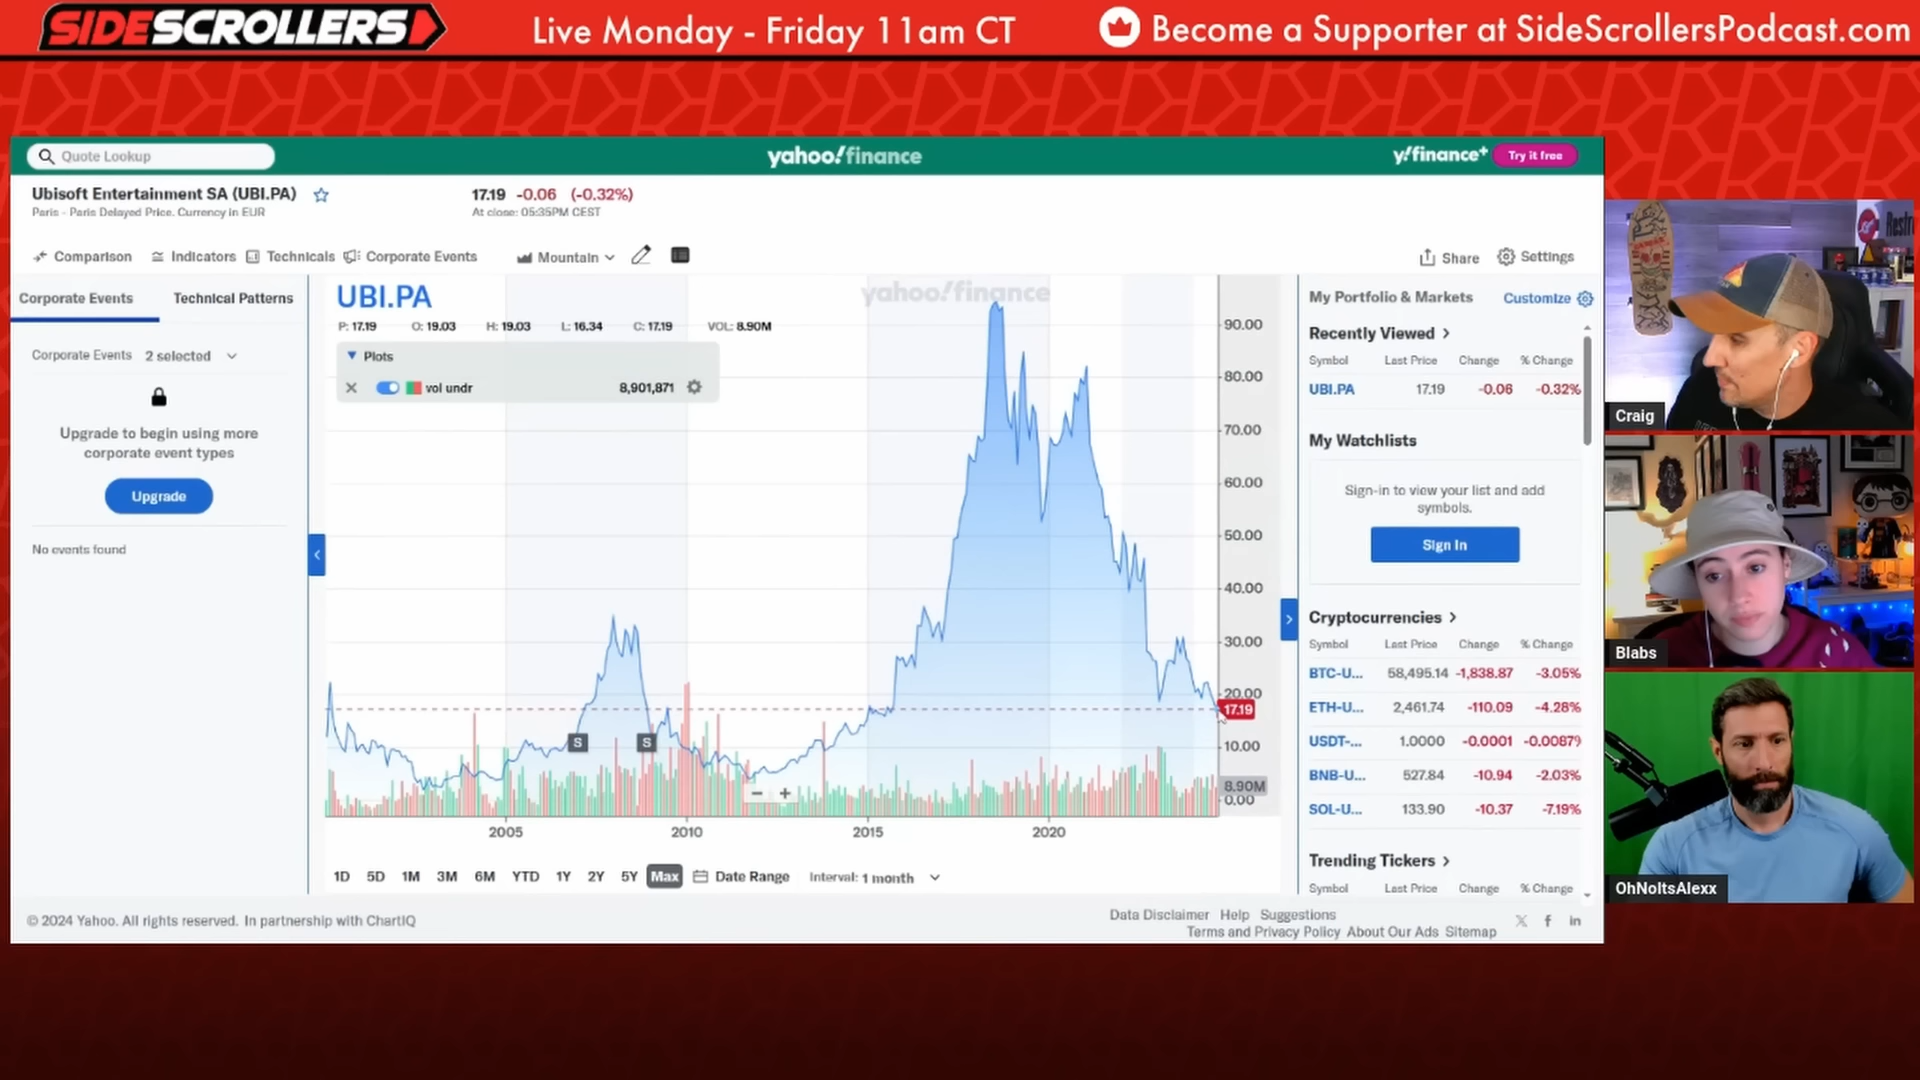 SIDESCROLLERS
Live Monday - Friday 11am CT
Become a Supporter at SideScrollersPodcast.com
Quote Lookup
yahoo!finance
y!finance+
Try it free
Ubisoft Entertainment SA (UBI.PA)
Paris - Paris Delayed Price. Currency in EUR
17.19 -0.06 (-0.32%)
At close: 05:35PM CEST
Comparison Indicators Technicals Corporate Events Mountain
Share Settings
Corporate Events Technical Patterns
Corporate Events 2 selected
Upgrade to begin using more
corporate event types
Upgrade
No events found
UBI.PA
yahoo!finance
P: 17.19 O: 19.03 H: 19.03 L: 16.34 C: 17.19 VOL: 8.90M
Plots
vol undr 8,901,871
S
S
90.00
80.00
70.00
60.00
50.00
40.00
30.00
20.00
17.19
10.00
8.90M
0.00
2005 2010 2015 2020
1D 5D 1M 3M 6M YTD 1Y 2Y 5Y Max Date Range Interval: 1 month
My Portfolio & Markets Customize
Recently Viewed
Symbol Last Price Change % Change
UBI.PA 17.19 -0.06 -0.32%
My Watchlists
Sign-in to view your list and add
symbols.
Sign In
Cryptocurrencies
Symbol Last Price Change % Change
BTC-U... 58,495.14 -1,838.87 -3.05%
ETH-U... 2,461.74 -110.09 -4.28%
USDT-... 1.0000 -0.0001 -0.0087%
BNB-U... 527.84 -10.94 -2.03%
SOL-U... 133.90 -10.37 -7.19%
Trending Tickers
Symbol Last Price Change % Change
© 2024 Yahoo. All rights reserved. In partnership with ChartIQ
Data Disclaimer Help Suggestions
Terms and Privacy Policy About Our Ads Sitemap
Craig
Blabs
OhNoItsAlexx